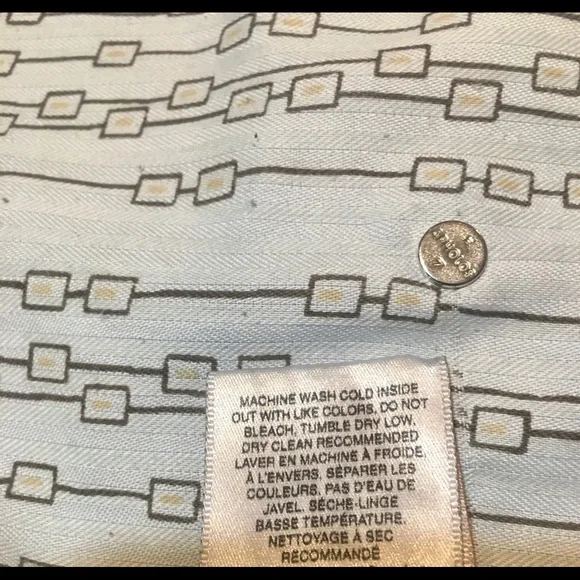 MACHINE WASH COLD INSIDE
OUT WITH LIKE COLORS. DO NOT
BLEACH. TUMBLE DRY LOW.
DRY CLEAN RECOMMENDED
LAVER EN MACHINE À FROIDE,
À L'ENVERS. SÉPARER LES
COULEURS. PAS D'EAU DE
JAVEL. SÈCHE-LINGE
BASSE TEMPÉRATURE.
NETTOYAGE À SEC
RECOMMANDÉ